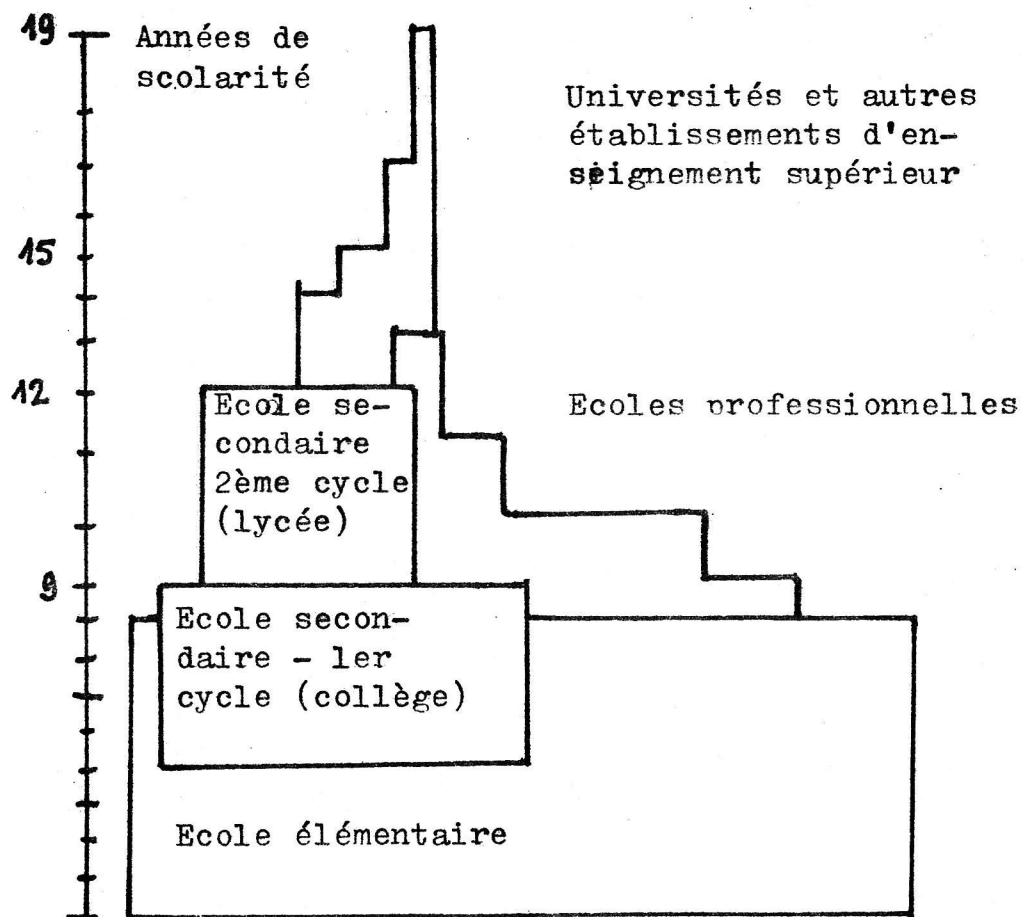 19
Années de
scolarité
Universités et autres
établissements d'en-
seignement supérieur
15
12
Ecole se-
condaire
2ème cycle
(lycée)
Ecoles professionnelles
9
Ecole secon-
daire - 1er
cycle (collège)
Ecole élémentaire